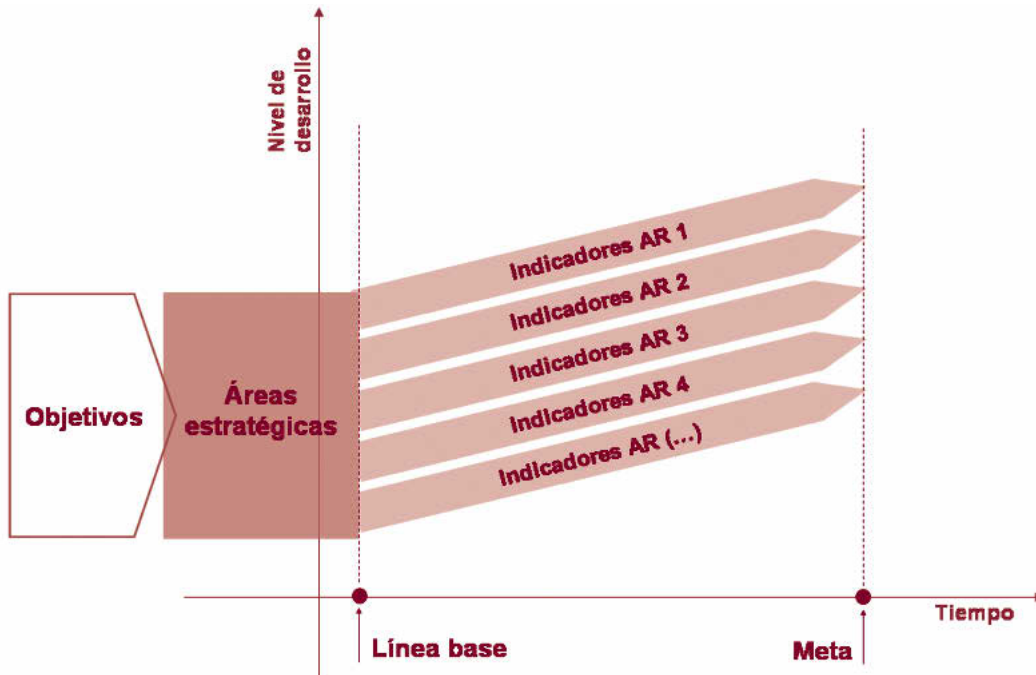 Nivel de
desarrollo
Indicadores AR 1
Indicadores AR 2
Indicadores AR 3
Indicadores AR 4
Indicadores AR (...)
Objetivos
Áreas
estratégicas
Tiempo
Línea base
Meta